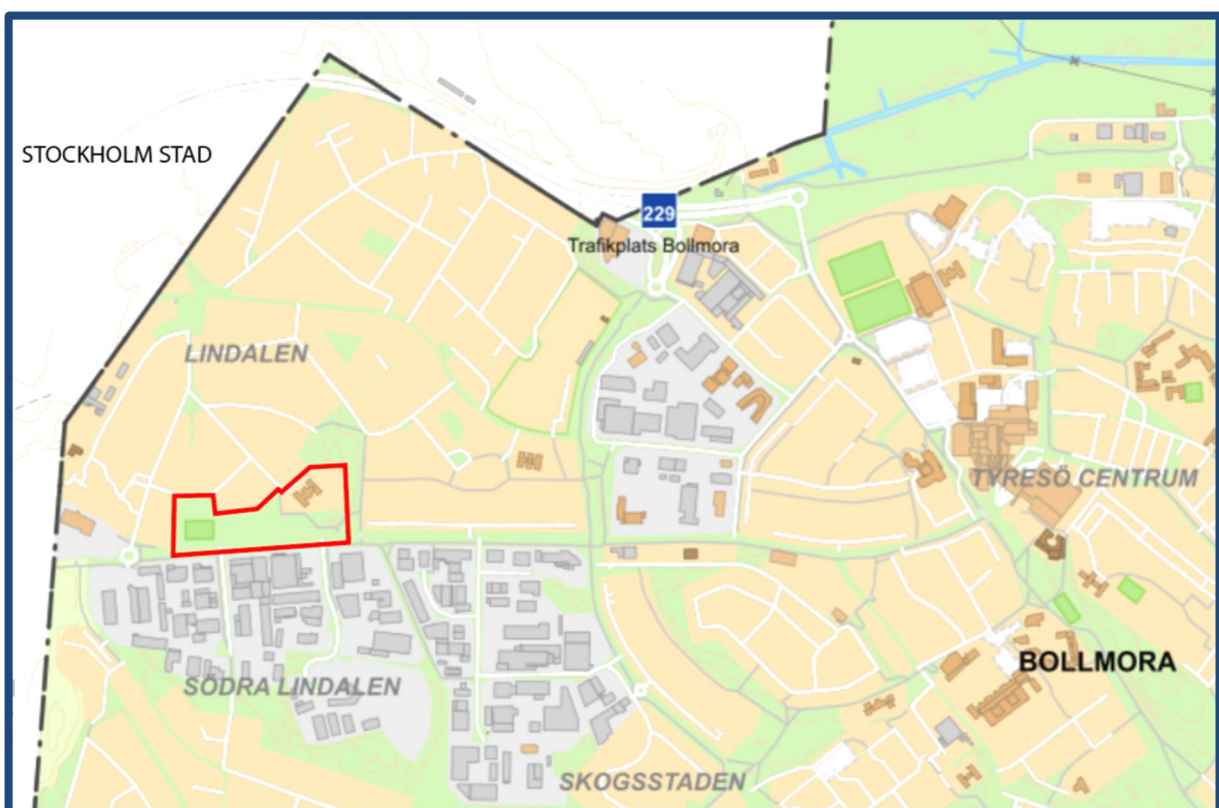 STOCKHOLM STAD
229
Trafikplats Bollmora
LINDALEN
TYRESÖ CENTRUM
BOLLMORA
SÖDRA LINDALEN
SKOGSSTADEN